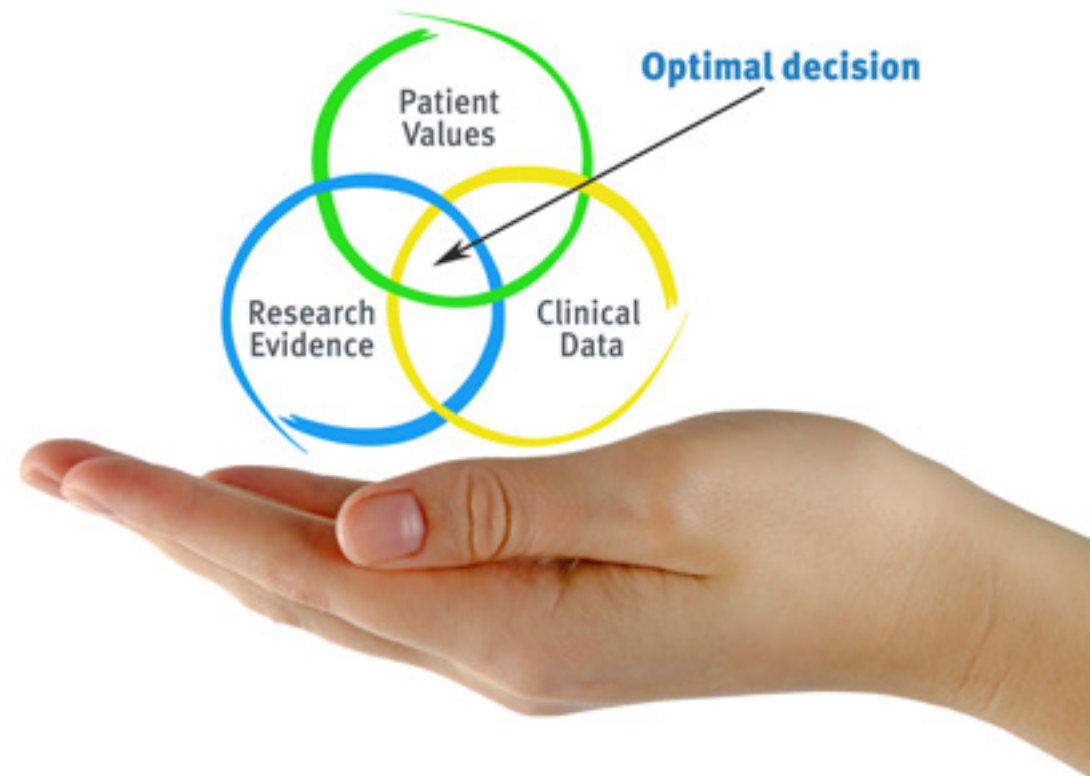 Optimal decision
Patient
Values
Research
Evidence
Clinical
Data